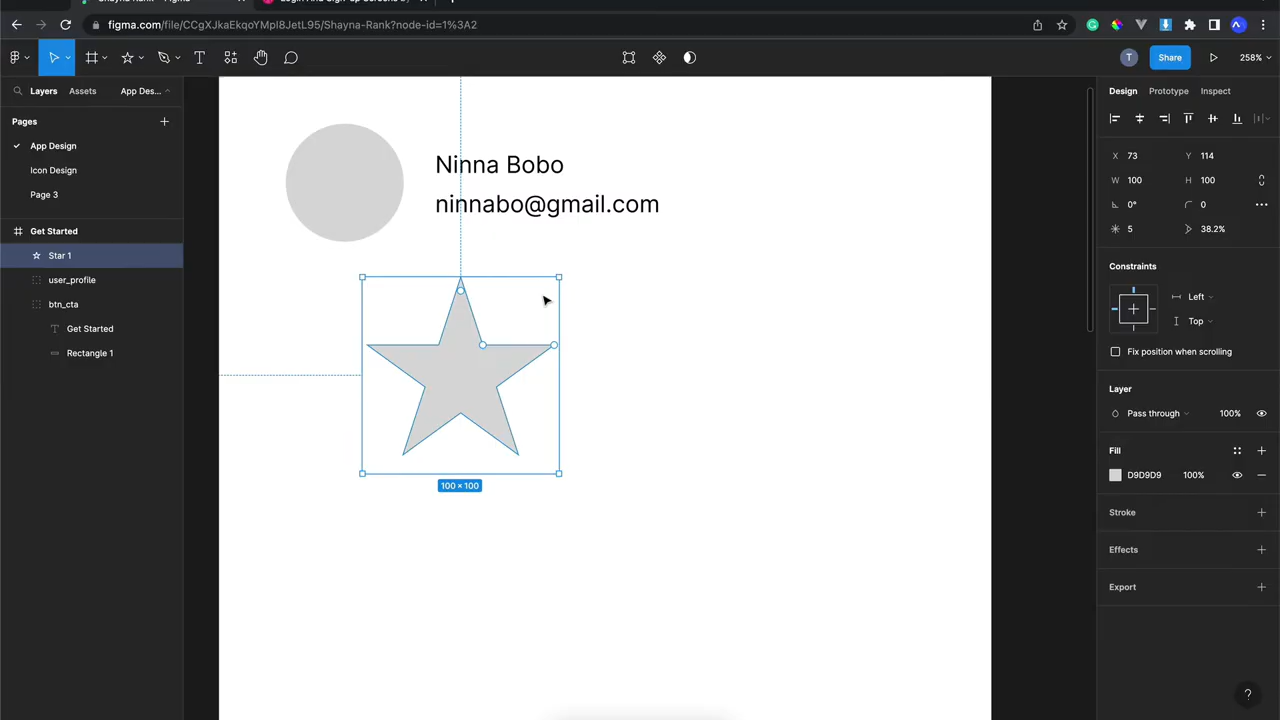 figma.com/file/CCgXJkaEkqoYMpl8JetL95/Shayna-Rank?node-id=1%3A2
T
Share
258%
Layers
Assets
App Des...
Design
Prototype
Inspect
Pages
App Design
Icon Design
Page 3
Get Started
Star 1
user_profile
btn_cta
Get Started
Rectangle 1
Ninna Bobo
ninnabo@gmail.com
100 × 100
X 73
Y 114
W 100
H 100
0°
0
5
38.2%
Constraints
Left
Top
Fix position when scrolling
Layer
Pass through
100%
Fill
D9D9D9
100%
Stroke
Effects
Export
?